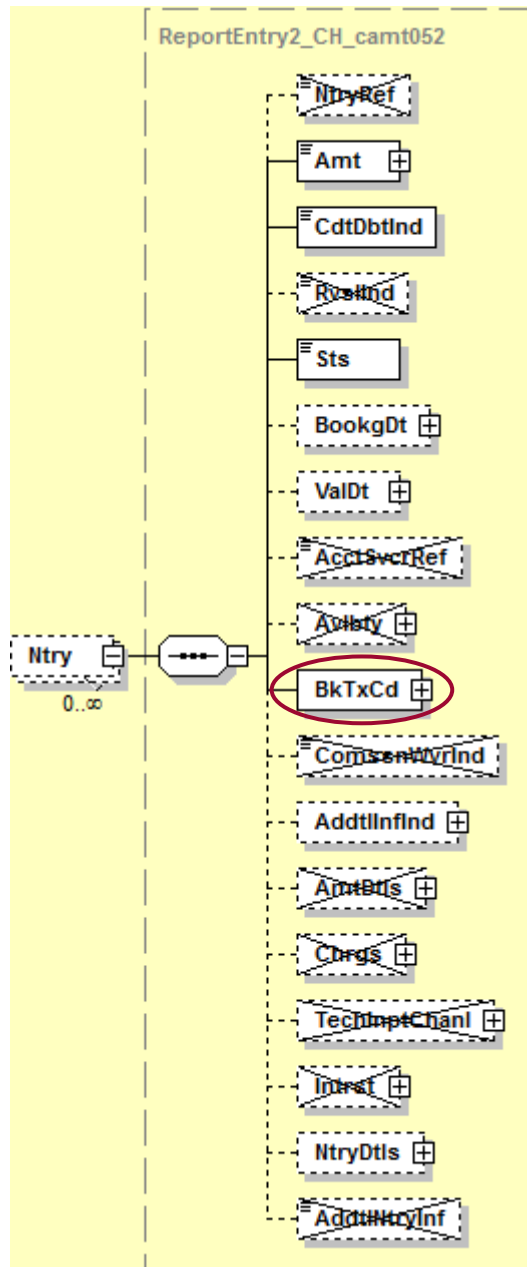 ReportEntry2_CH_camt052
NtryRef
Amt
CdtDbtInd
RvslInd
Sts
BookgDt
ValDt
AcctSvcrRef
Avlbty
Ntry
0..∞
BkTxCd
ComssnWvrInd
AddtlInfInd
AmtDtls
Chrgs
TechInptChanl
Intrst
NtryDtls
AddtlNtryInf